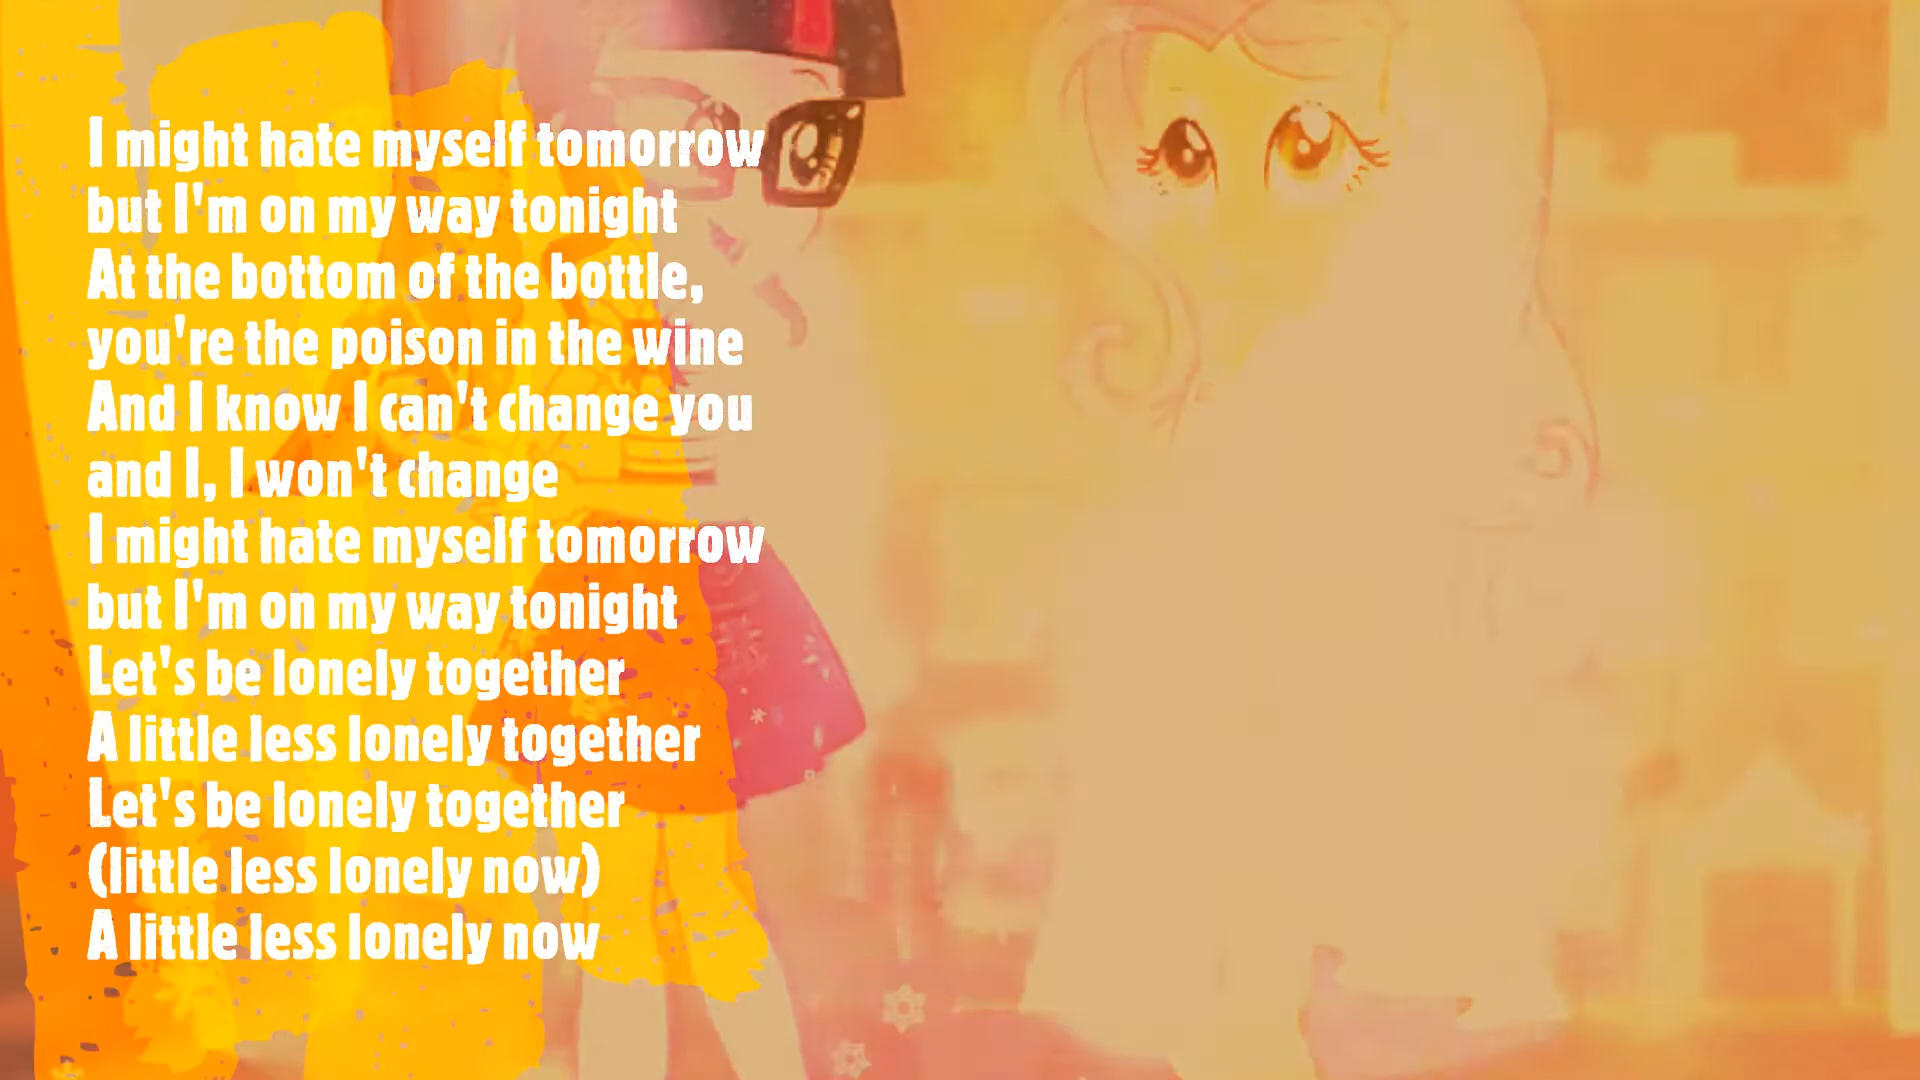 I might hate myself tomorrow
but I'm on my way tonight
At the bottom of the bottle,
you're the poison in the wine
And I know I can't change you
and I, I won't change
I might hate myself tomorrow
but I'm on my way tonight
Let's be lonely together
A little less lonely together
Let's be lonely together
(little less lonely now)
A little less lonely now